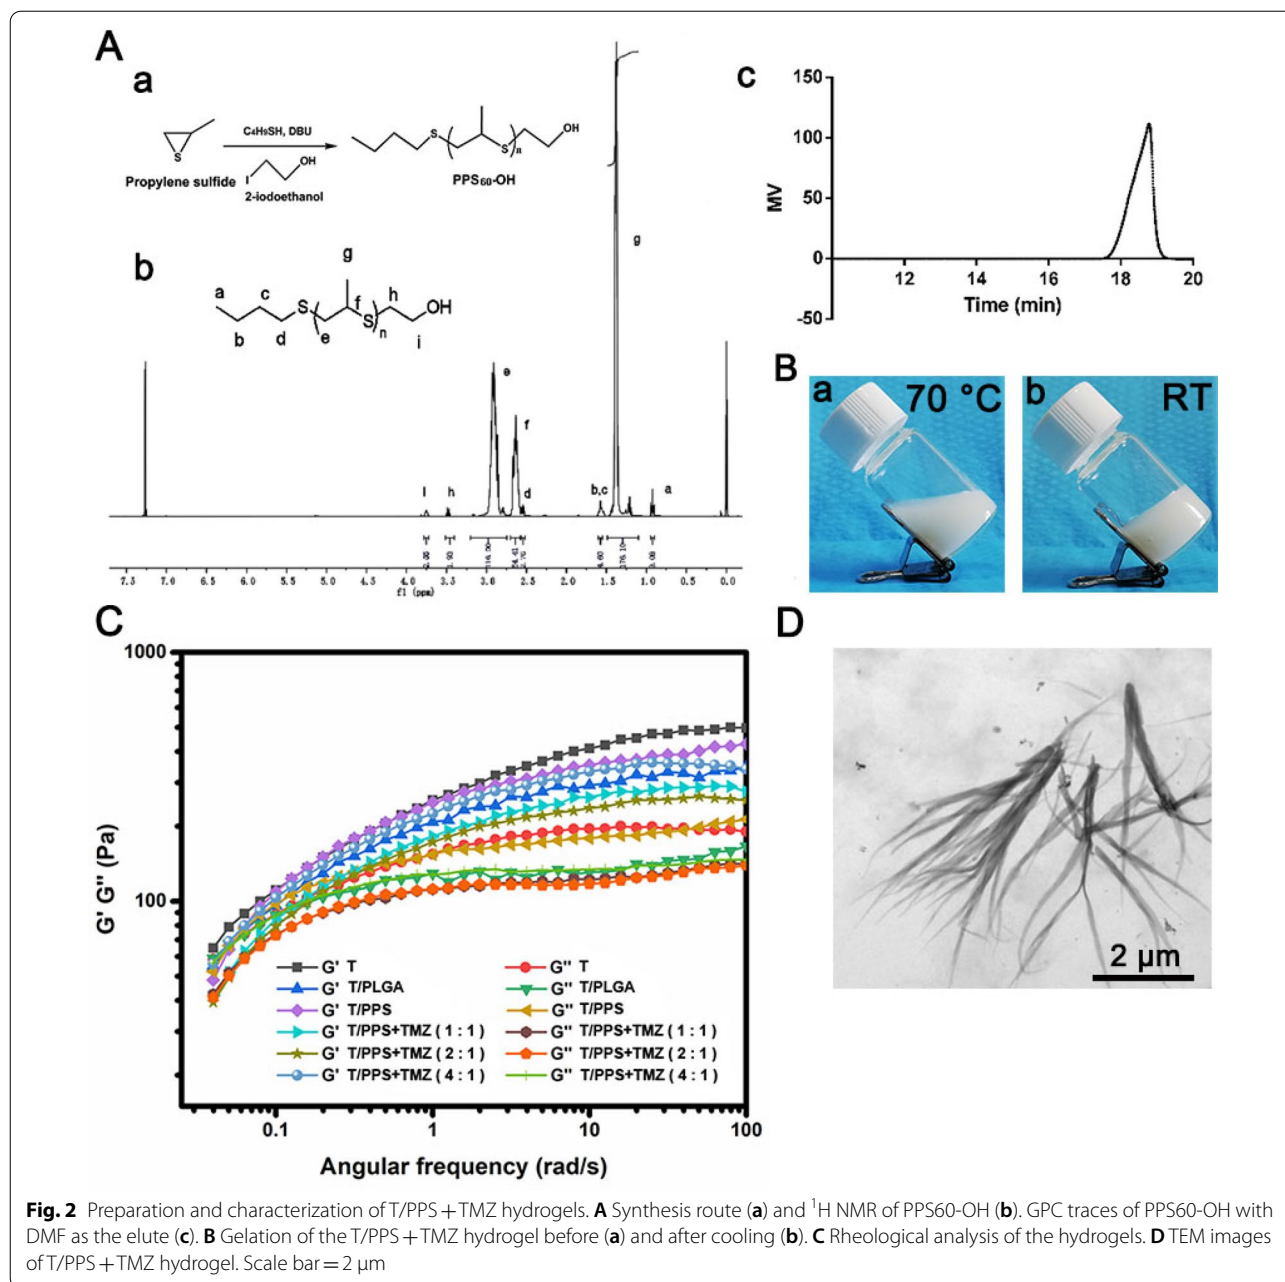 A
a
C₄H₉SH, DBU
OH
I
S
Propylene sulfide
2-iodoethanol
S
S
n
OH
PPS₆₀-OH
b
g
a
c
S
f
S
h
OH
b
d
e
n
i
g
e
f
d
l
h
b,c
a
7.5 7.0 6.5 6.0 5.5 5.0 4.5 4.0 3.5 3.0 2.5 2.0 1.5 1.0 0.5 0.0
f1 (ppm)
c
150
100
50
0
-50
MV
12 14 16 18 20
Time (min)
B
a 70 °C
b RT
C
1000
100
G' G'' (Pa)
G' T
G'' T
G' T/PLGA
G'' T/PLGA
G' T/PPS
G'' T/PPS
G' T/PPS+TMZ ( 1 : 1 )
G'' T/PPS+TMZ ( 1 : 1 )
G' T/PPS+TMZ ( 2 : 1 )
G'' T/PPS+TMZ ( 2 : 1 )
G' T/PPS+TMZ ( 4 : 1 )
G'' T/PPS+TMZ ( 4 : 1 )
0.1 1 10 100
Angular frequency (rad/s)
D
2 µm
Fig. 2 Preparation and characterization of T/PPS + TMZ hydrogels. A Synthesis route (a) and ¹H NMR of PPS60-OH (b). GPC traces of PPS60-OH with
DMF as the elute (c). B Gelation of the T/PPS + TMZ hydrogel before (a) and after cooling (b). C Rheological analysis of the hydrogels. D TEM images
of T/PPS + TMZ hydrogel. Scale bar = 2 µm